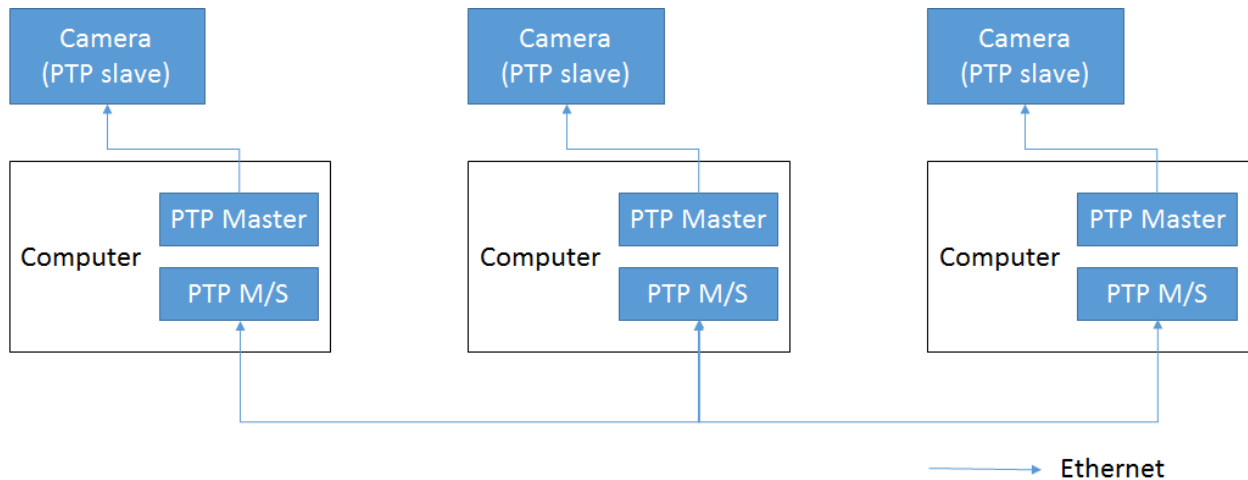 Camera
(PTP slave)
Camera
(PTP slave)
Camera
(PTP slave)
PTP Master
Computer
PTP M/S
PTP Master
Computer
PTP M/S
PTP Master
Computer
PTP M/S
Ethernet